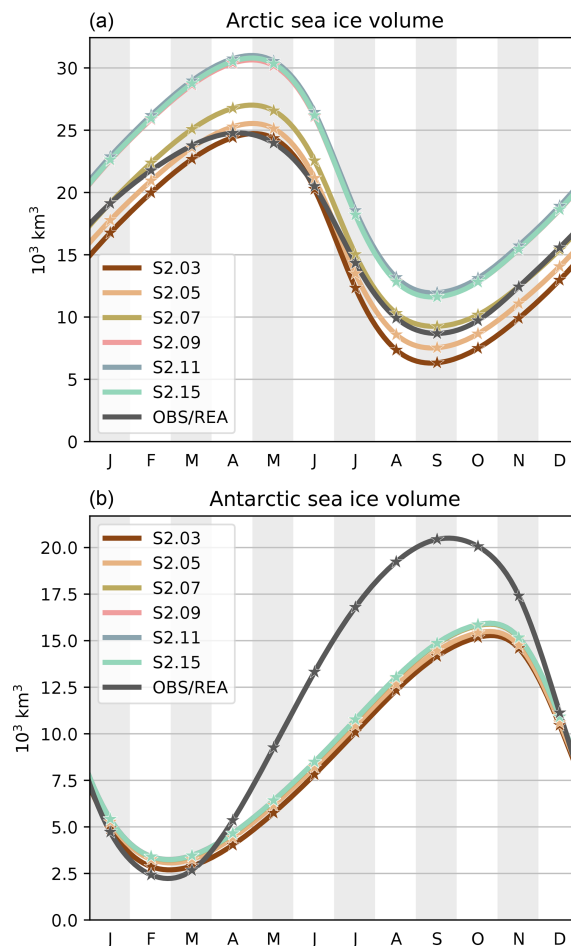 (a) Arctic sea ice volume
30
25
20
15
10
5
0
10³ km³
S2.03
S2.05
S2.07
S2.09
S2.11
S2.15
OBS/REA
J F M A M J J A S O N D
(b) Antarctic sea ice volume
20.0
17.5
15.0
12.5
10.0
7.5
5.0
2.5
0.0
10³ km³
S2.03
S2.05
S2.07
S2.09
S2.11
S2.15
OBS/REA
J F M A M J J A S O N D